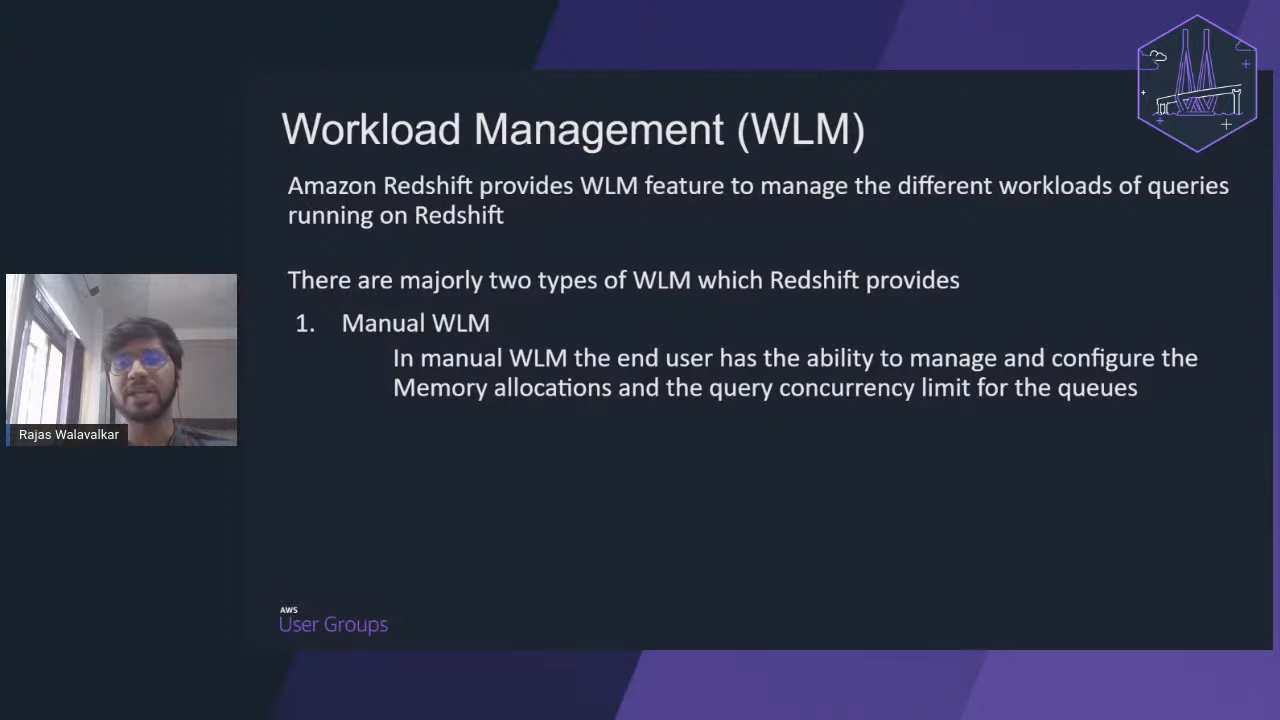 Workload Management (WLM)
Amazon Redshift provides WLM feature to manage the different workloads of queries
running on Redshift
There are majorly two types of WLM which Redshift provides
1. Manual WLM
In manual WLM the end user has the ability to manage and configure the
Memory allocations and the query concurrency limit for the queues
Rajas Walavalkar
AWS
User Groups